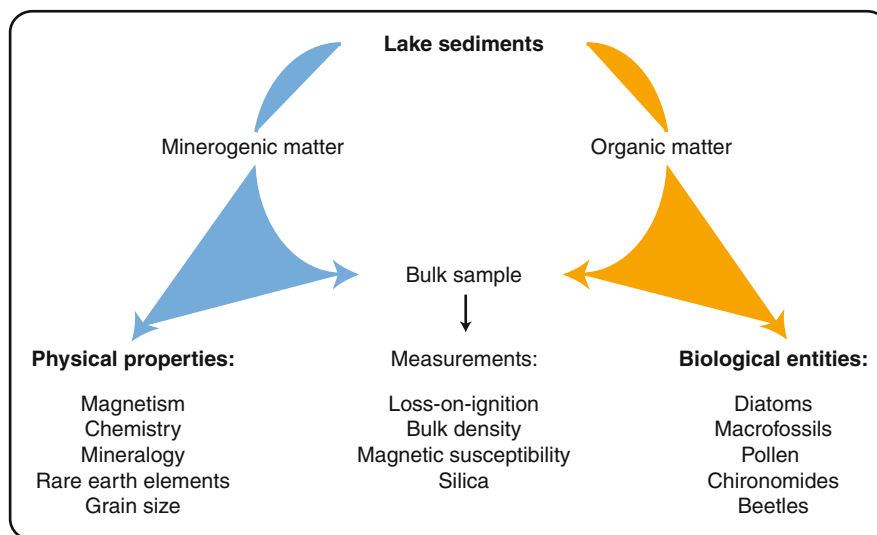 Lake sediments
Minerogenic matter
Organic matter
Bulk sample
Physical properties:
Magnetism
Chemistry
Mineralogy
Rare earth elements
Grain size
Measurements:
Loss-on-ignition
Bulk density
Magnetic susceptibility
Silica
Biological entities:
Diatoms
Macrofossils
Pollen
Chironomides
Beetles